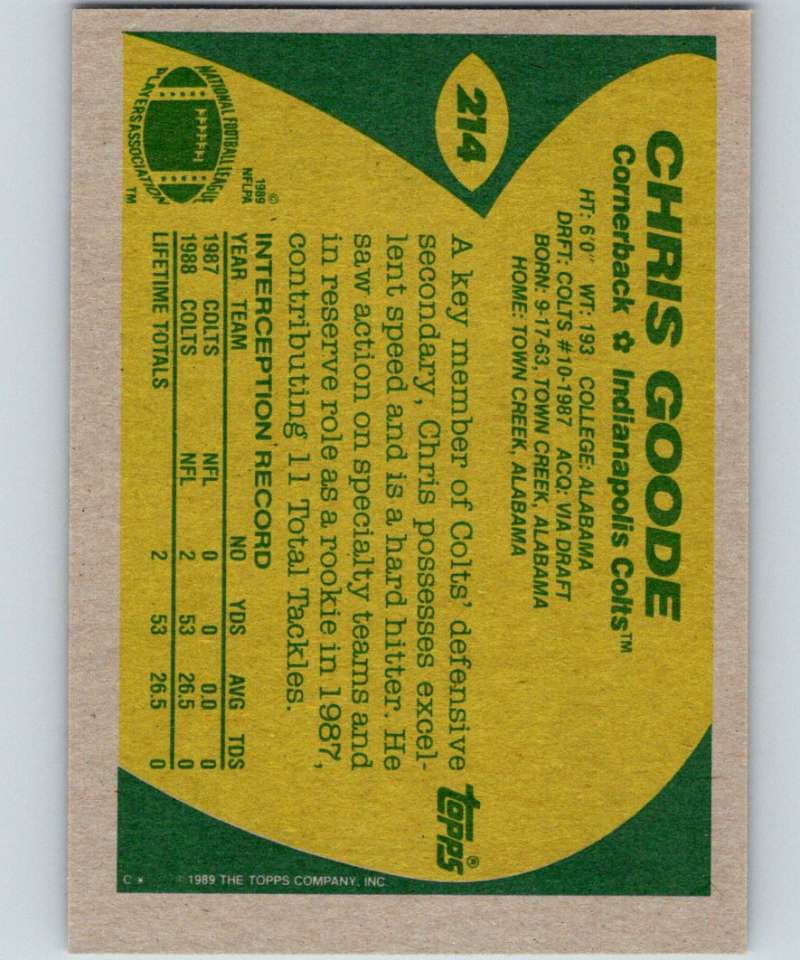 214
CHRIS GOODE
Cornerback ✿ Indianapolis Colts™
HT: 6'0" WT: 193 COLLEGE: ALABAMA
DRFT: COLTS #10-1987 ACQ: VIA DRAFT
BORN: 9-17-63, TOWN CREEK, ALABAMA
HOME: TOWN CREEK, ALABAMA
A key member of Colts' defensive
secondary, Chris possesses excel-
lent speed and is a hard hitter. He
saw action on specialty teams and
in reserve role as a rookie in 1987,
contributing 11 Total Tackles.
INTERCEPTION RECORD
YEAR TEAM NO YDS AVG TDS
1987 COLTS NFL 0 0 0.0 0
1988 COLTS NFL 2 53 26.5 0
LIFETIME TOTALS 2 53 26.5 0
NATIONAL FOOTBALL LEAGUE
PLAYERS ASSOCIATION
TM
©
1989
NFLPA
TOPPS®
C * ©1989 THE TOPPS COMPANY, INC.